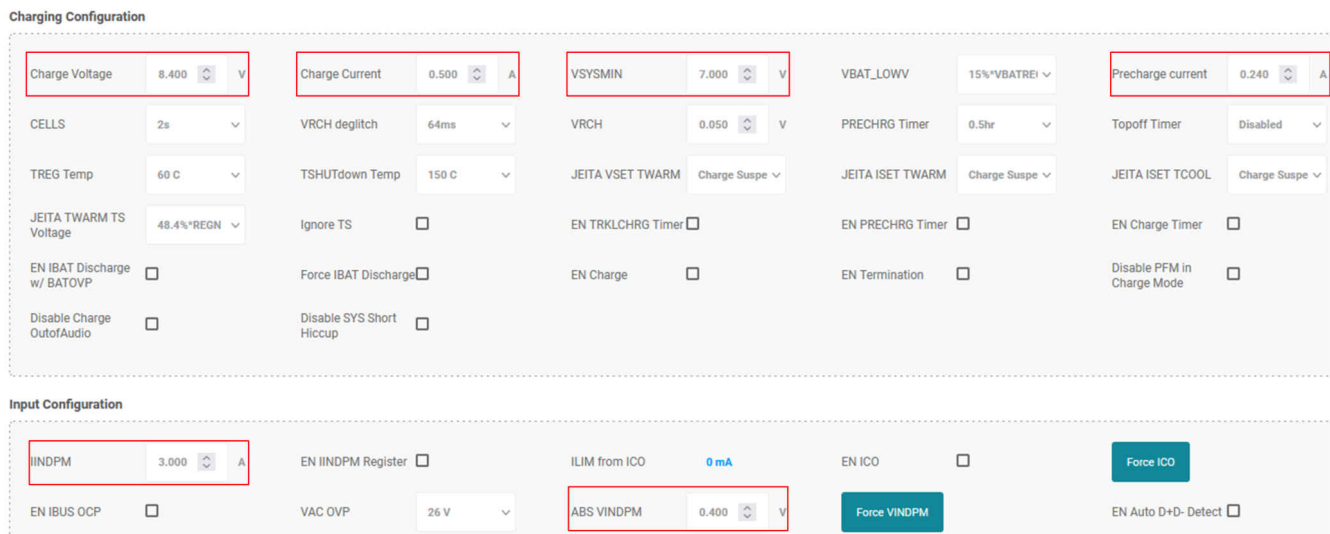 Charging Configuration
Charge Voltage 8.400 V Charge Current 0.500 A VSYSMIN 7.000 V VBAT_LOWV 15%*VBATREI Precharge current 0.240 A
CELLS 2s VRCH deglitch 64ms VRCH 0.050 V PRECHRG Timer 0.5hr Topoff Timer Disabled
TREG Temp 60 C TSHUTdown Temp 150 C JEITA VSET TWARM Charge Suspe JEITA ISET TWARM Charge Suspe JEITA ISET TCOOL Charge Suspe
JEITA TWARM TS
Voltage 48.4%*REGN Ignore TS EN TRKLCHRG Timer EN PRECHRG Timer EN Charge Timer
EN IBAT Discharge
w/ BATOVP Force IBAT Discharge EN Charge EN Termination Disable PFM in
Charge Mode
Disable Charge
OutofAudio Disable SYS Short
Hiccup
Input Configuration
IINDPM 3.000 A EN IINDPM Register ILIM from ICO 0 mA EN ICO Force ICO
EN IBUS OCP VAC OVP 26 V ABS VINDPM 0.400 V Force VINDPM EN Auto D+D- Detect